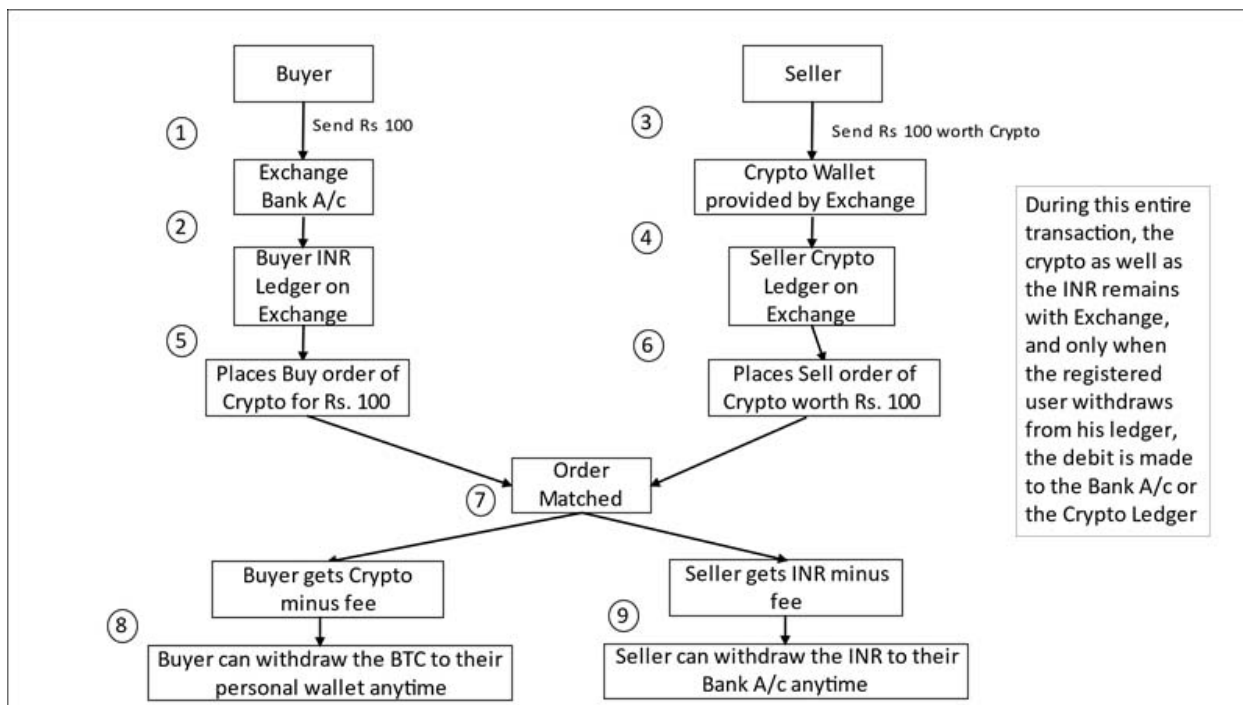 Buyer
Seller
1
Send Rs 100
3
Send Rs 100 worth Crypto
Exchange
Bank A/c
Crypto Wallet
provided by Exchange
2
4
Buyer INR
Ledger on
Exchange
Seller Crypto
Ledger on
Exchange
5
6
Places Buy order of
Crypto for Rs. 100
Places Sell order of
Crypto worth Rs. 100
During this entire
transaction, the
crypto as well as
the INR remains
with Exchange,
and only when
the registered
user withdraws
from his ledger,
the debit is made
to the Bank A/c or
the Crypto Ledger
Order
Matched
7
Buyer gets Crypto
minus fee
Seller gets INR minus
fee
8
9
Buyer can withdraw the BTC to their
personal wallet anytime
Seller can withdraw the INR to their
Bank A/c anytime